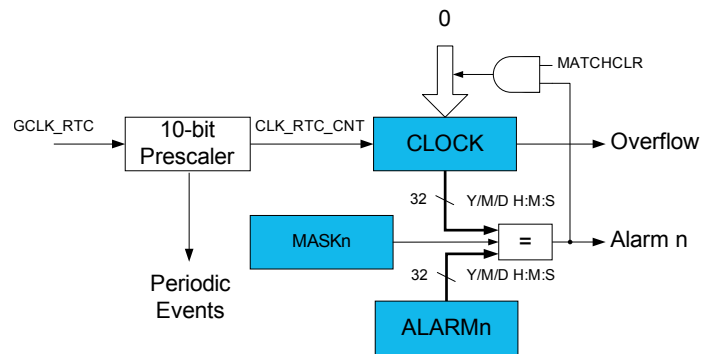 0
MATCHCLR
GCLK_RTC
10-bit
Prescaler
CLK_RTC_CNT
CLOCK
Overflow
32
Y/M/D H:M:S
MASKn
=
Alarm n
32
Y/M/D H:M:S
Periodic
Events
ALARMn